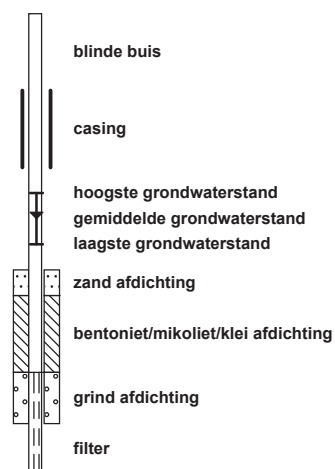 blinde buis
casing
hoogste grondwaterstand
gemiddelde grondwaterstand
laagste grondwaterstand
zand afdichting
bentoniet/mikoliet/klei afdichting
grind afdichting
filter